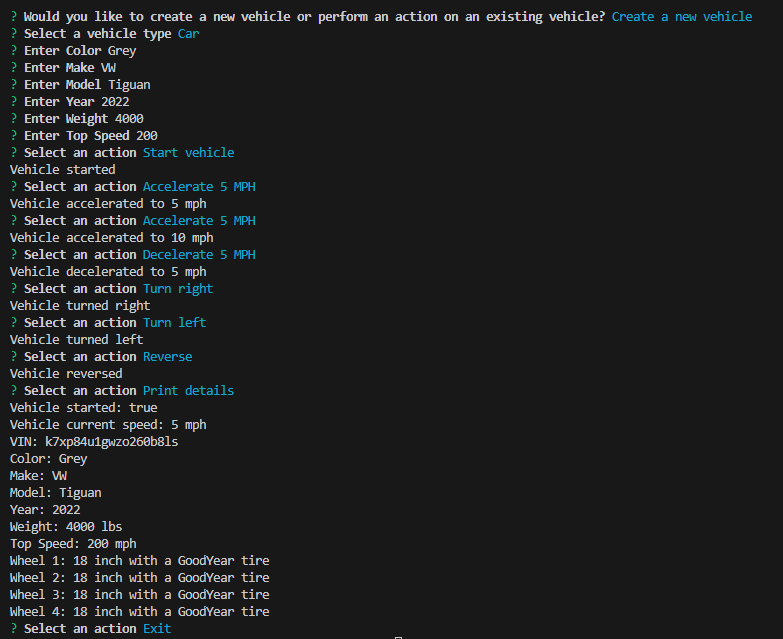 ? Would you like to create a new vehicle or perform an action on an existing vehicle? Create a new vehicle
? Select a vehicle type Car
? Enter Color Grey
? Enter Make VW
? Enter Model Tiguan
? Enter Year 2022
? Enter Weight 4000
? Enter Top Speed 200
? Select an action Start vehicle
Vehicle started
? Select an action Accelerate 5 MPH
Vehicle accelerated to 5 mph
? Select an action Accelerate 5 MPH
Vehicle accelerated to 10 mph
? Select an action Decelerate 5 MPH
Vehicle decelerated to 5 mph
? Select an action Turn right
Vehicle turned right
? Select an action Turn left
Vehicle turned left
? Select an action Reverse
Vehicle reversed
? Select an action Print details
Vehicle started: true
Vehicle current speed: 5 mph
VIN: k7xp84u1gwzo260b8ls
Color: Grey
Make: VW
Model: Tiguan
Year: 2022
Weight: 4000 lbs
Top Speed: 200 mph
Wheel 1: 18 inch with a GoodYear tire
Wheel 2: 18 inch with a GoodYear tire
Wheel 3: 18 inch with a GoodYear tire
Wheel 4: 18 inch with a GoodYear tire
? Select an action Exit